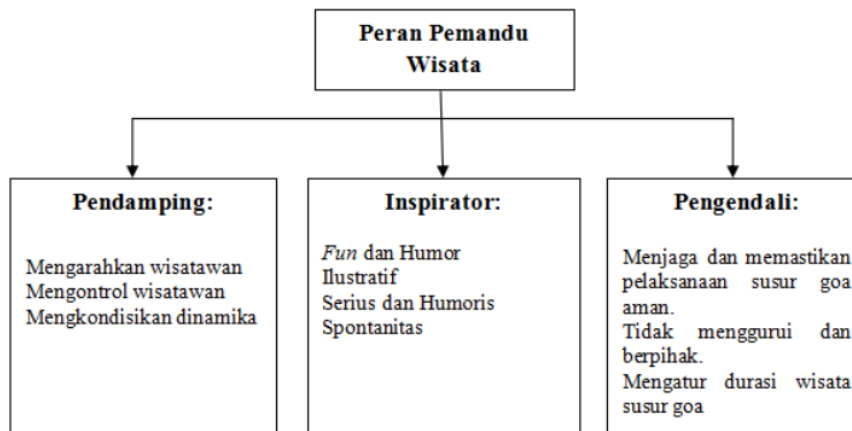 Peran Pemandu
Wisata
Pendamping:
Mengarahkan wisatawan
Mengontrol wisatawan
Mengkondisikan dinamika
Inspirator:
Fun dan Humor
Ilustratif
Serius dan Humoris
Spontanitas
Pengendali:
Menjaga dan memastikan
pelaksanaan susur goa
aman.
Tidak menggurui dan
berpihak.
Mengatur durasi wisata
susur goa